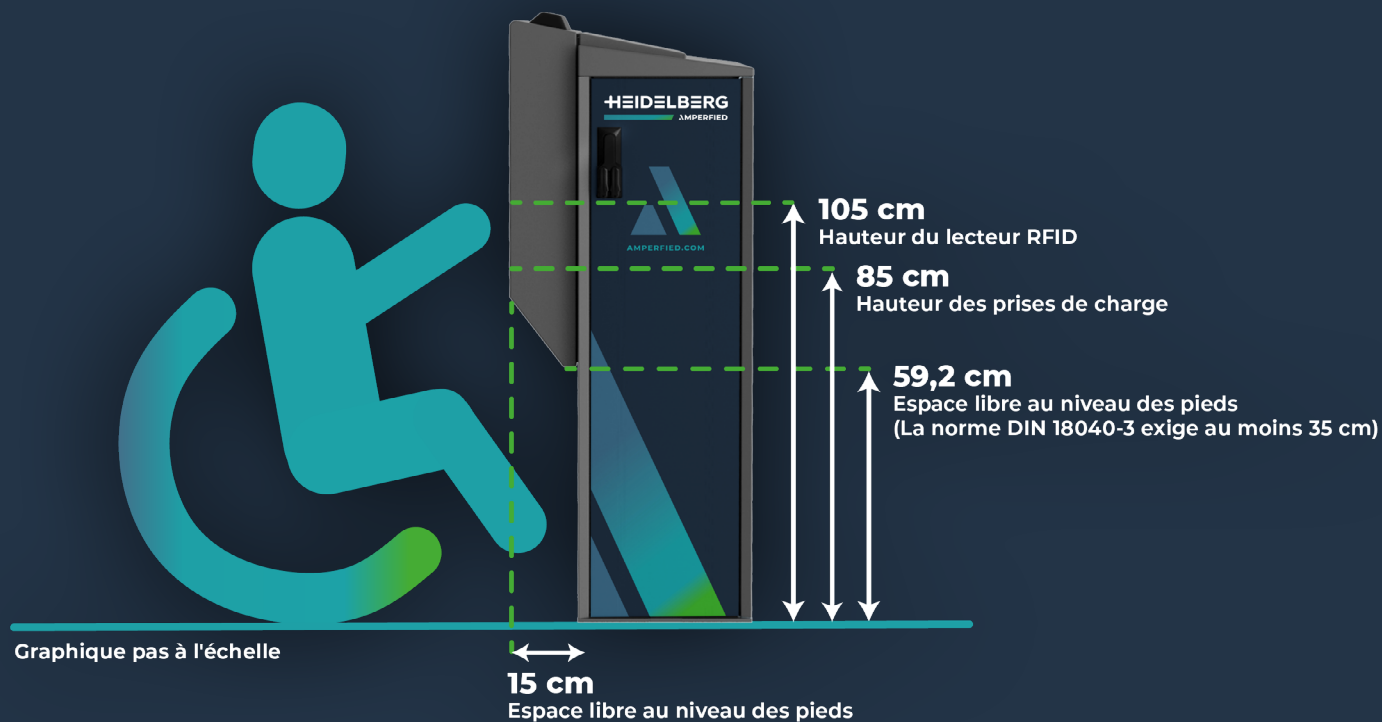 HEIDELBERG
AMPERFIED
AMPERFIED.COM
105 cm
Hauteur du lecteur RFID
85 cm
Hauteur des prises de charge
59,2 cm
Espace libre au niveau des pieds
(La norme DIN 18040-3 exige au moins 35 cm)
Graphique pas à l'échelle
15 cm
Espace libre au niveau des pieds